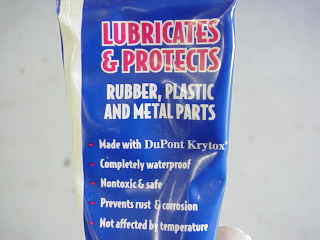 LUBRICATES
& PROTECTS
RUBBER, PLASTIC
AND METAL PARTS
Made with DuPont Krytox
Completely waterproof
Nontoxic & safe
Prevents rust & corrosion
Not affected by temperature